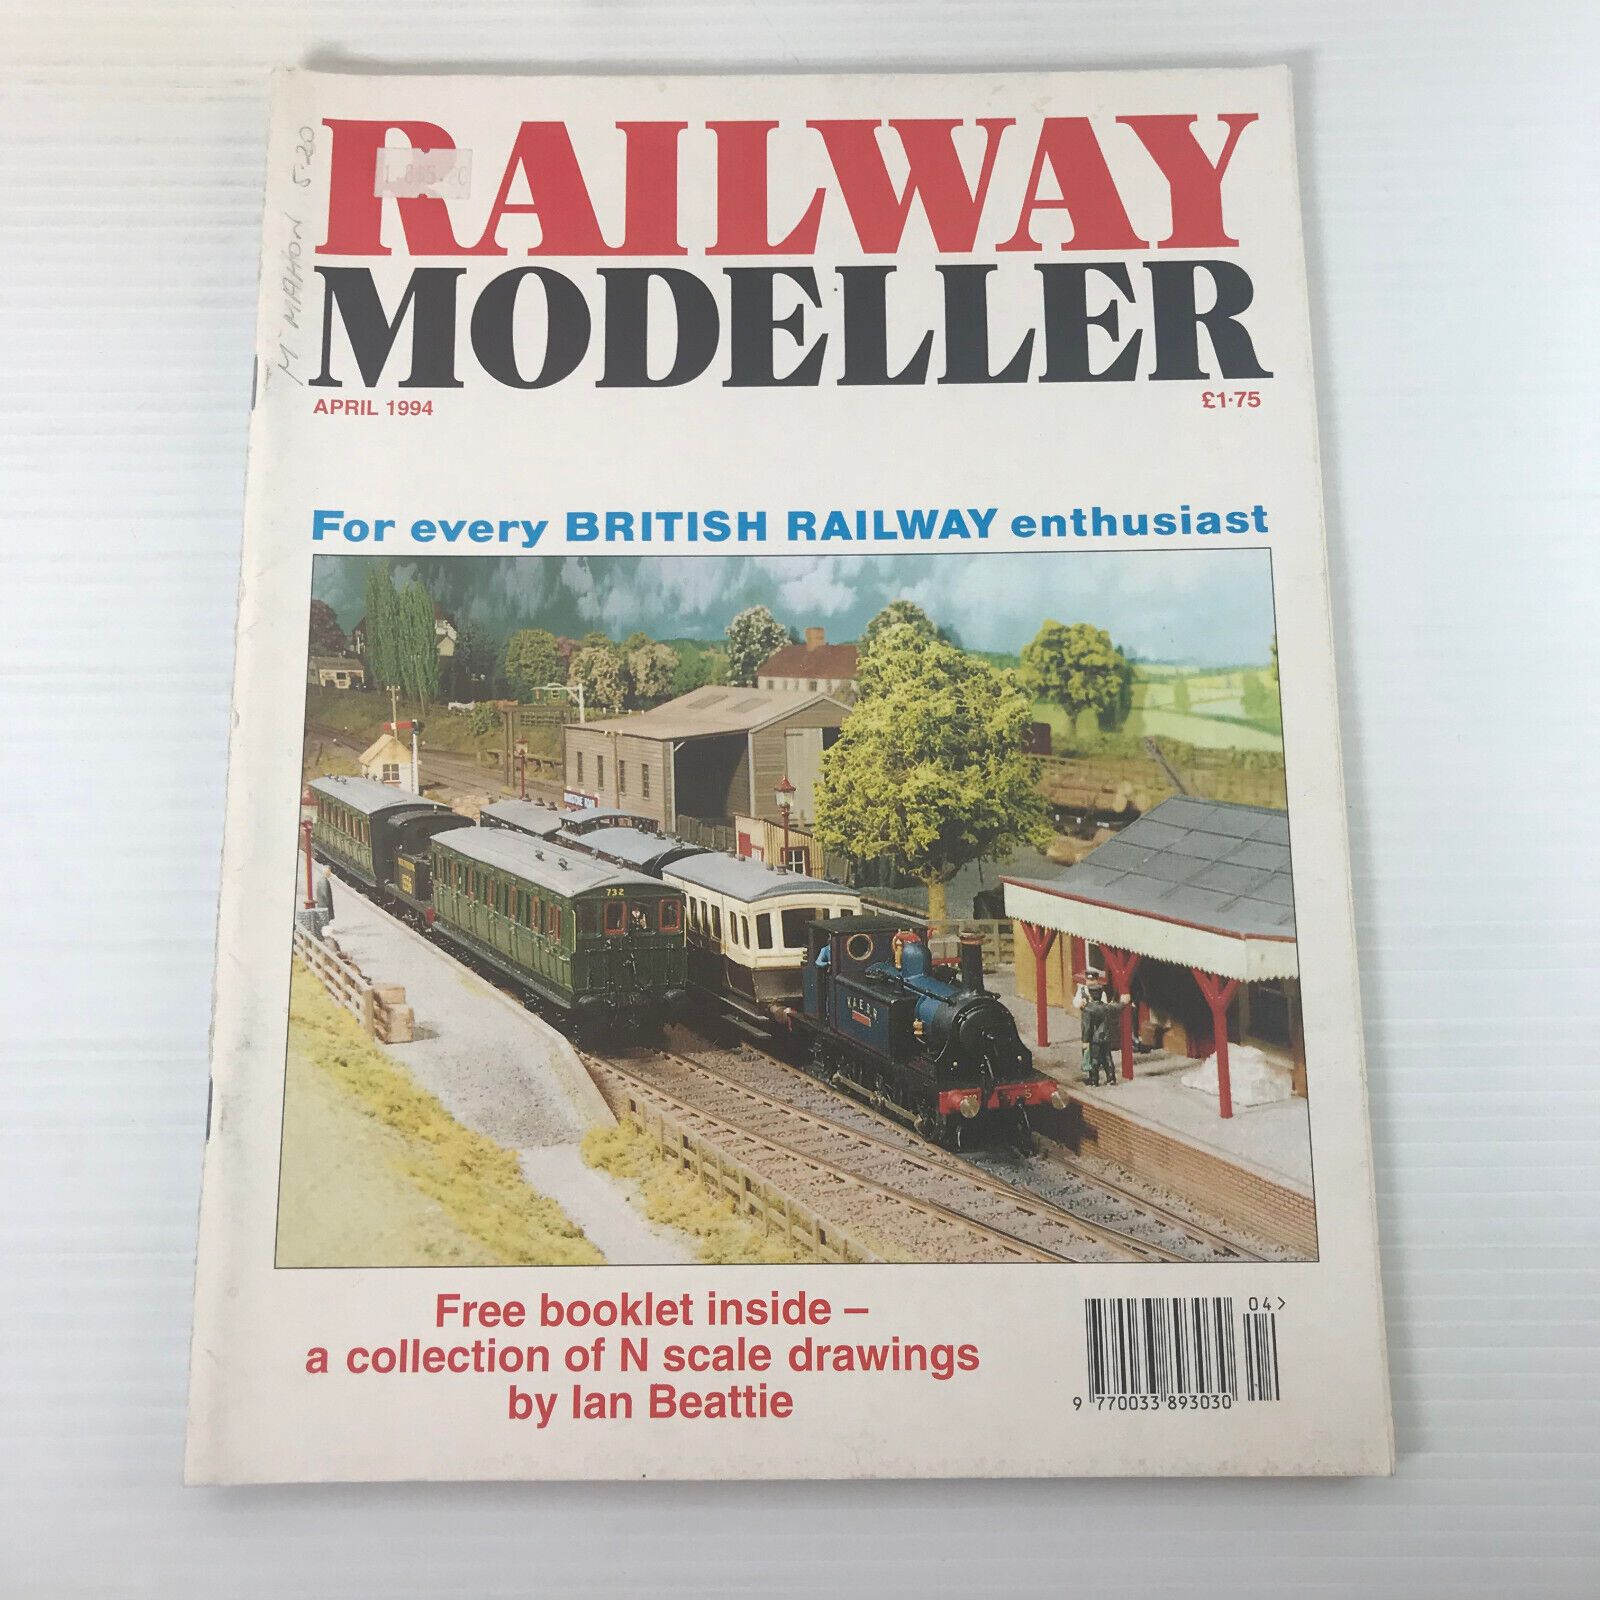 RAILWAY
MODELLER
APRIL 1994
£1·75
M^c MAHON 5·20
For every BRITISH RAILWAY enthusiast
732
Free booklet inside –
a collection of N scale drawings
by Ian Beattie
04>
9 770033 893030